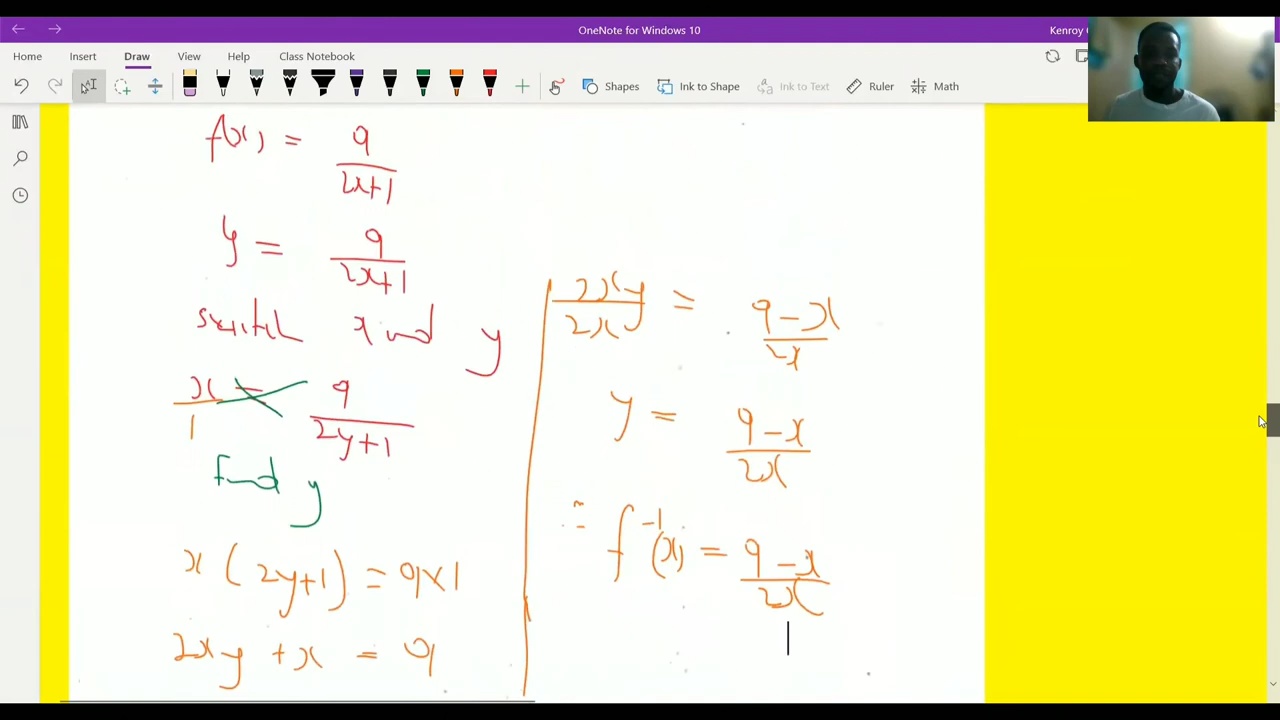 OneNote for Windows 10
Kenroy
Home Insert Draw View Help Class Notebook
Shapes Ink to Shape Ink to Text Ruler Math
f(x) = 9/(2x+1)
y = 9/(2x+1)
switch x and y
x/1 = 9/(2y+1)
Find y
x(2y+1) = 9×1
2xy + x = 9
2xy/2x = (9-x)/2x
y = (9-x)/2x
∴ f⁻¹(x) = (9-x)/2x